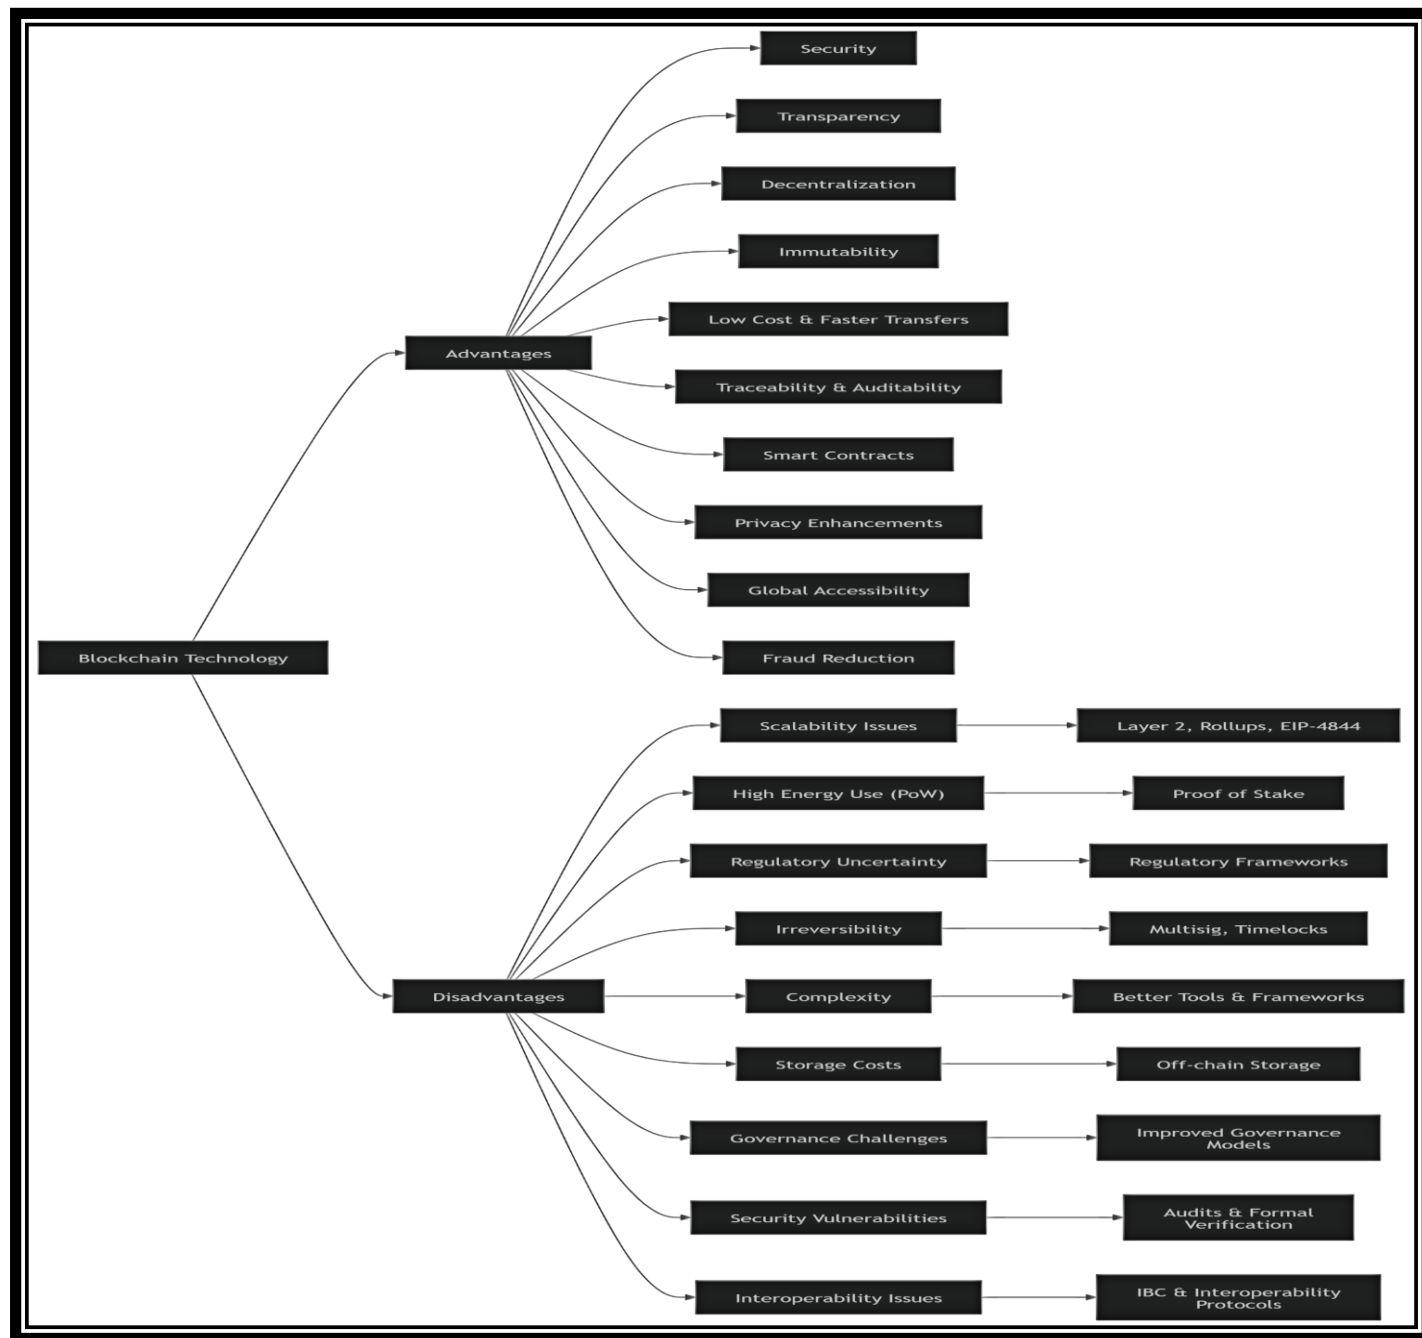 Blockchain Technology
Advantages
Security
Transparency
Decentralization
Immutability
Low Cost & Faster Transfers
Traceability & Auditability
Smart Contracts
Privacy Enhancements
Global Accessibility
Fraud Reduction
Disadvantages
Scalability Issues
Layer 2, Rollups, EIP-4844
High Energy Use (PoW)
Proof of Stake
Regulatory Uncertainty
Regulatory Frameworks
Irreversibility
Multisig, Timelocks
Complexity
Better Tools & Frameworks
Storage Costs
Off-chain Storage
Governance Challenges
Improved Governance
Models
Security Vulnerabilities
Audits & Formal
Verification
Interoperability Issues
IBC & Interoperability
Protocols